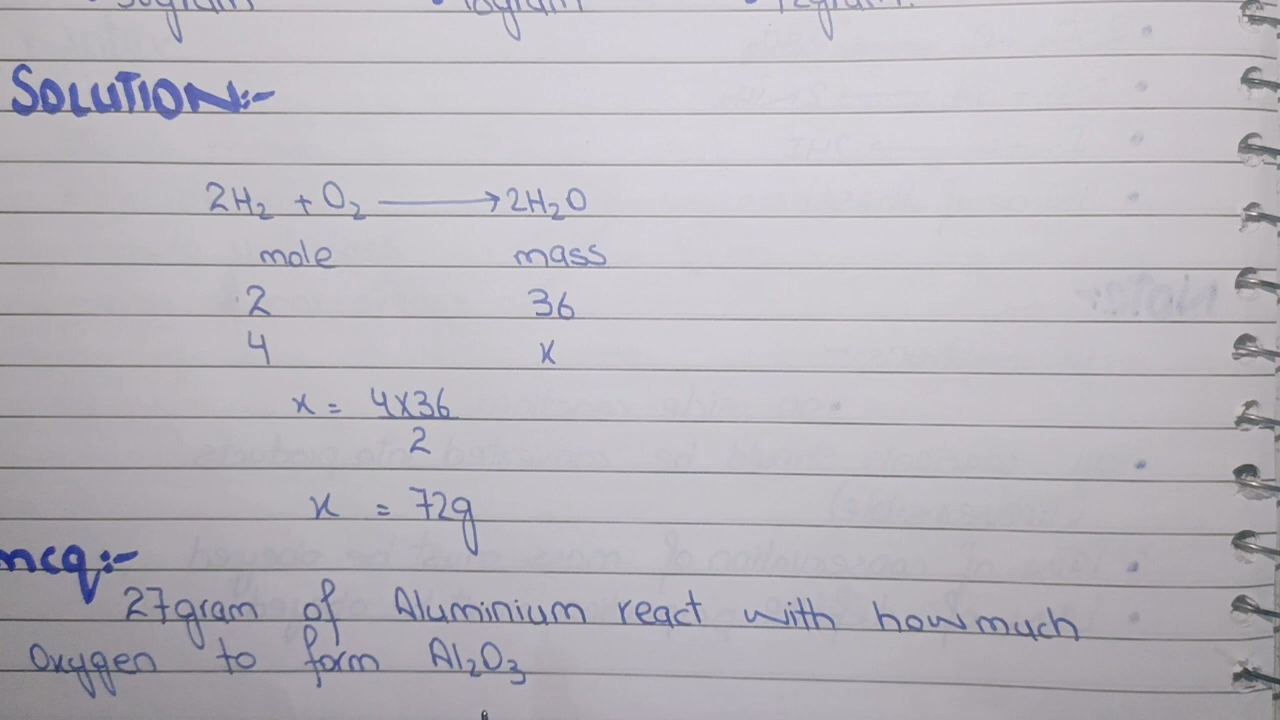 SOLUTION:-
2H₂ + O₂ ⟶ 2H₂O
mole mass
2 36
4 x
x = 4x36
2
x = 72g
mcq:-
27gram of Aluminium react with how much
Oxygen to form Al₂O₃